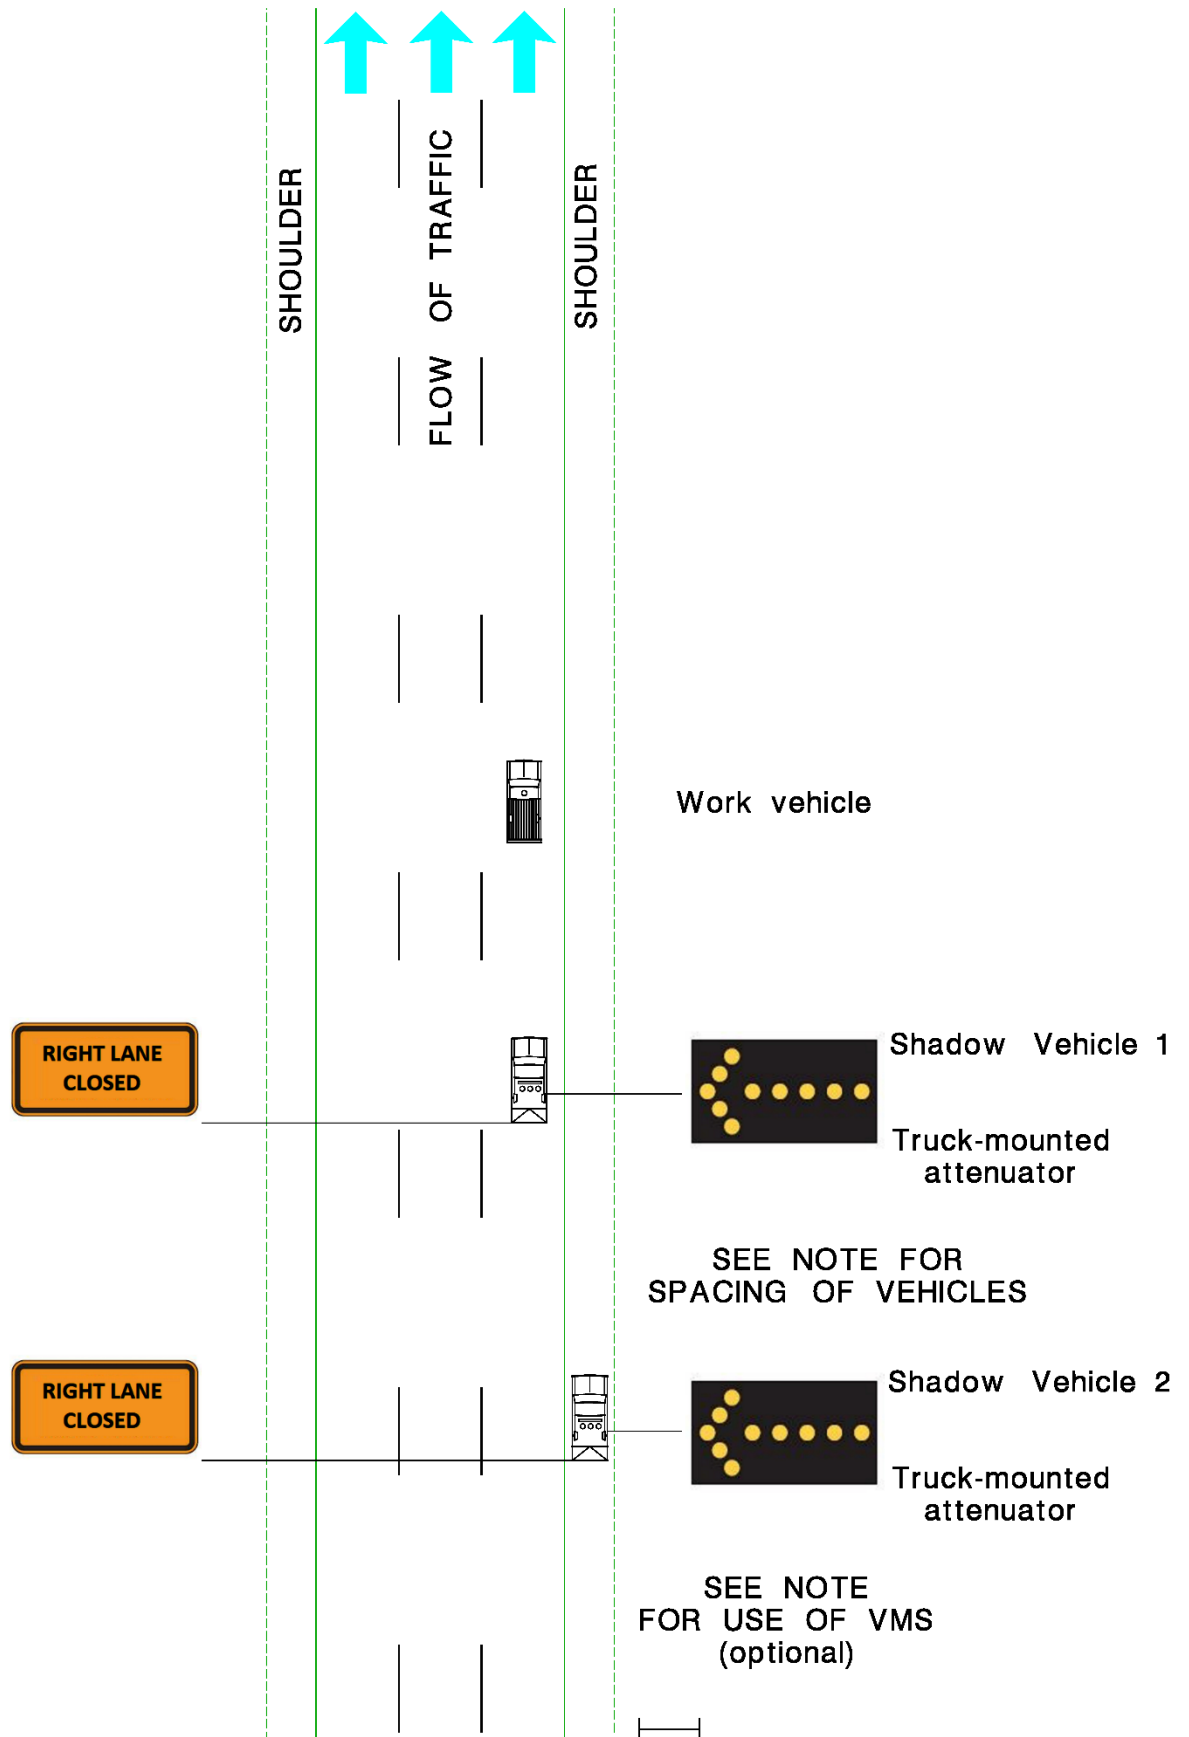 SHOULDER
FLOW OF TRAFFIC
SHOULDER
Work vehicle
RIGHT LANE
CLOSED
Shadow Vehicle 1
Truck-mounted
attenuator
SEE NOTE FOR
SPACING OF VEHICLES
RIGHT LANE
CLOSED
Shadow Vehicle 2
Truck-mounted
attenuator
SEE NOTE
FOR USE OF VMS
(optional)